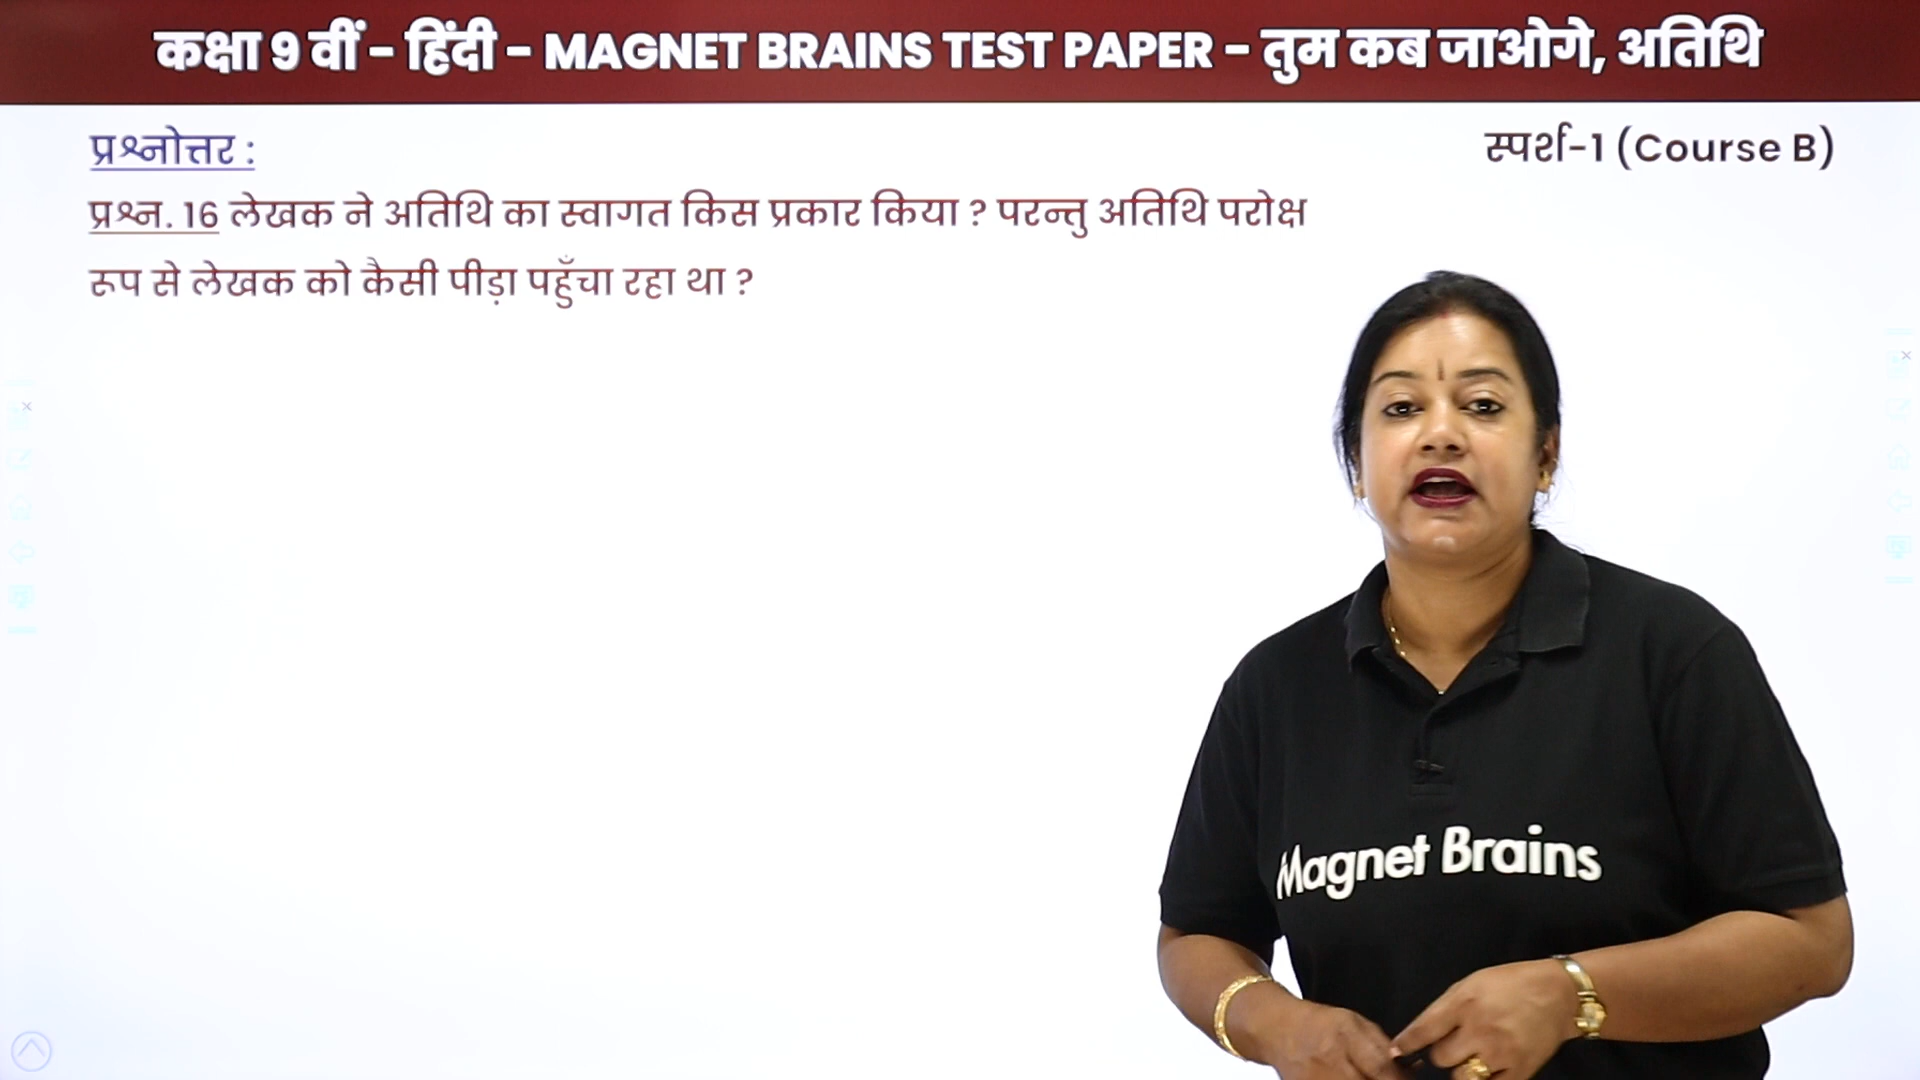 कक्षा 9 वीं - हिंदी - MAGNET BRAINS TEST PAPER - तुम कब जाओगे, अतिथि
प्रश्नोत्तर :
स्पर्श-1 (Course B)
प्रश्न. 16 लेखक ने अतिथि का स्वागत किस प्रकार किया ? परन्तु अतिथि परोक्ष
रूप से लेखक को कैसी पीड़ा पहुँचा रहा था ?
Magnet Brains